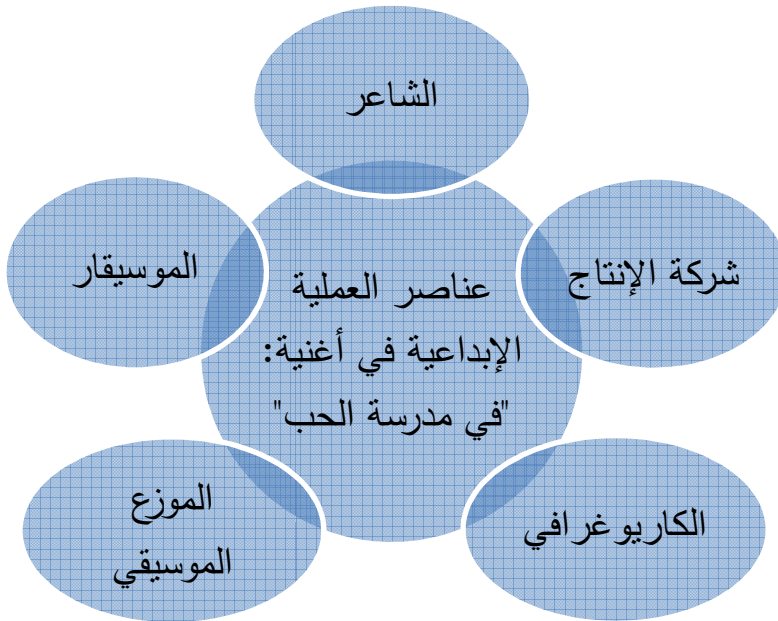 الشاعر
شركة الإنتاج
الموسيقار
عناصر العملية
الإبداعية في أغنية:
"في مدرسة الحب"
الكاريوغرافي
الموزع
الموسيقي